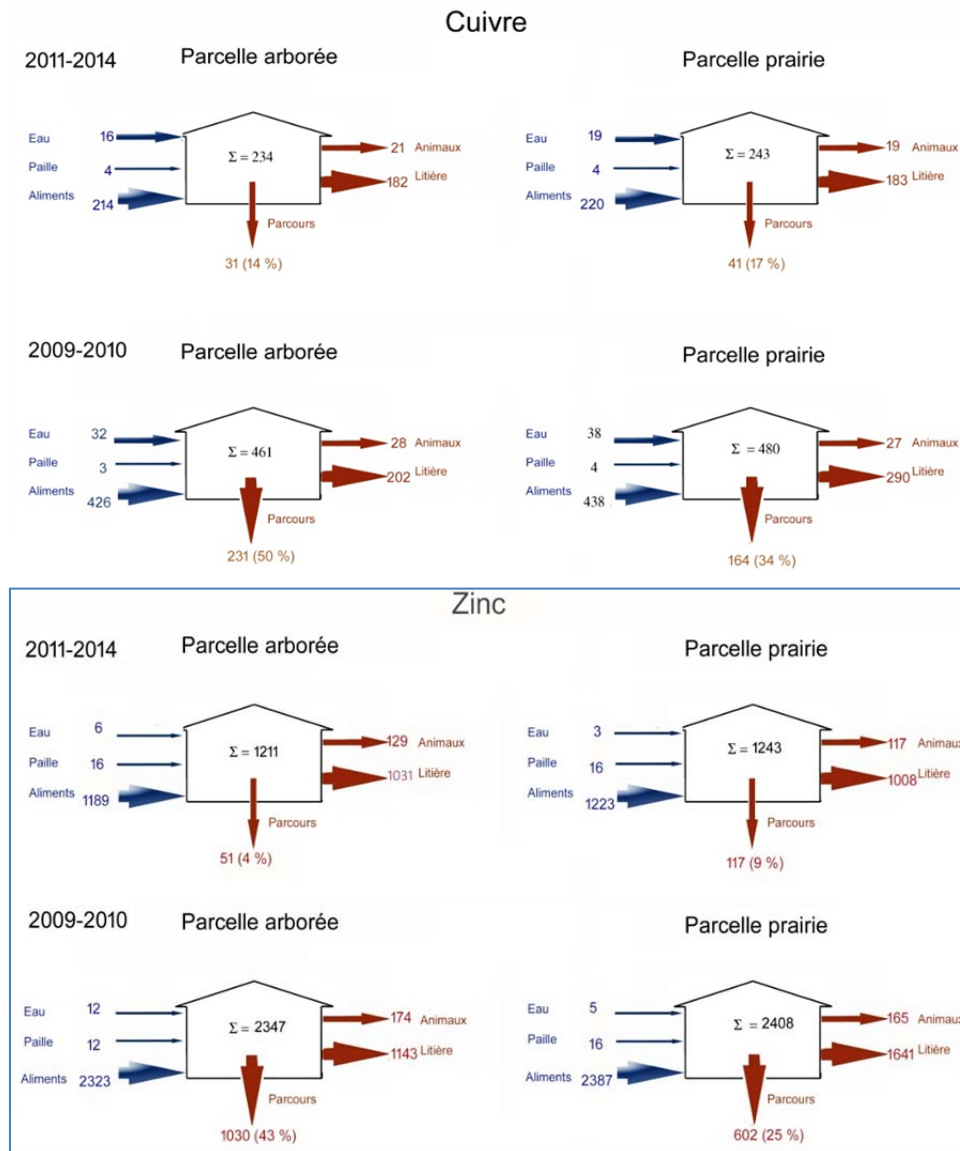 Cuivre
2011-2014
Parcelle arborée
Parcelle prairie
Eau 16
Paille 4
Aliments 214
Σ = 234
21 Animaux
Litière
182
Parcours
31 (14 %)
Eau 19
Paille 4
Aliments 220
Σ = 243
19 Animaux
Litière
183
Parcours
41 (17 %)
2009-2010
Parcelle arborée
Parcelle prairie
Eau 32
Paille 3
Aliments 426
Σ = 461
28 Animaux
Litière
202
Parcours
231 (50 %)
Eau 38
Paille 4
Aliments 438
Σ = 480
27 Animaux
Litière
290
Parcours
164 (34 %)
Zinc
2011-2014
Parcelle arborée
Parcelle prairie
Eau 6
Paille 16
Aliments 1189
Σ = 1211
129 Animaux
Litière
1031
Parcours
51 (4 %)
Eau 3
Paille 16
Aliments 1223
Σ = 1243
117 Animaux
Litière
1008
Parcours
117 (9 %)
2009-2010
Parcelle arborée
Parcelle prairie
Eau 12
Paille 12
Aliments 2323
Σ = 2347
174 Animaux
Litière
1143
Parcours
1030 (43 %)
Eau 5
Paille 16
Aliments 2387
Σ = 2408
165 Animaux
Litière
1641
Parcours
602 (25 %)